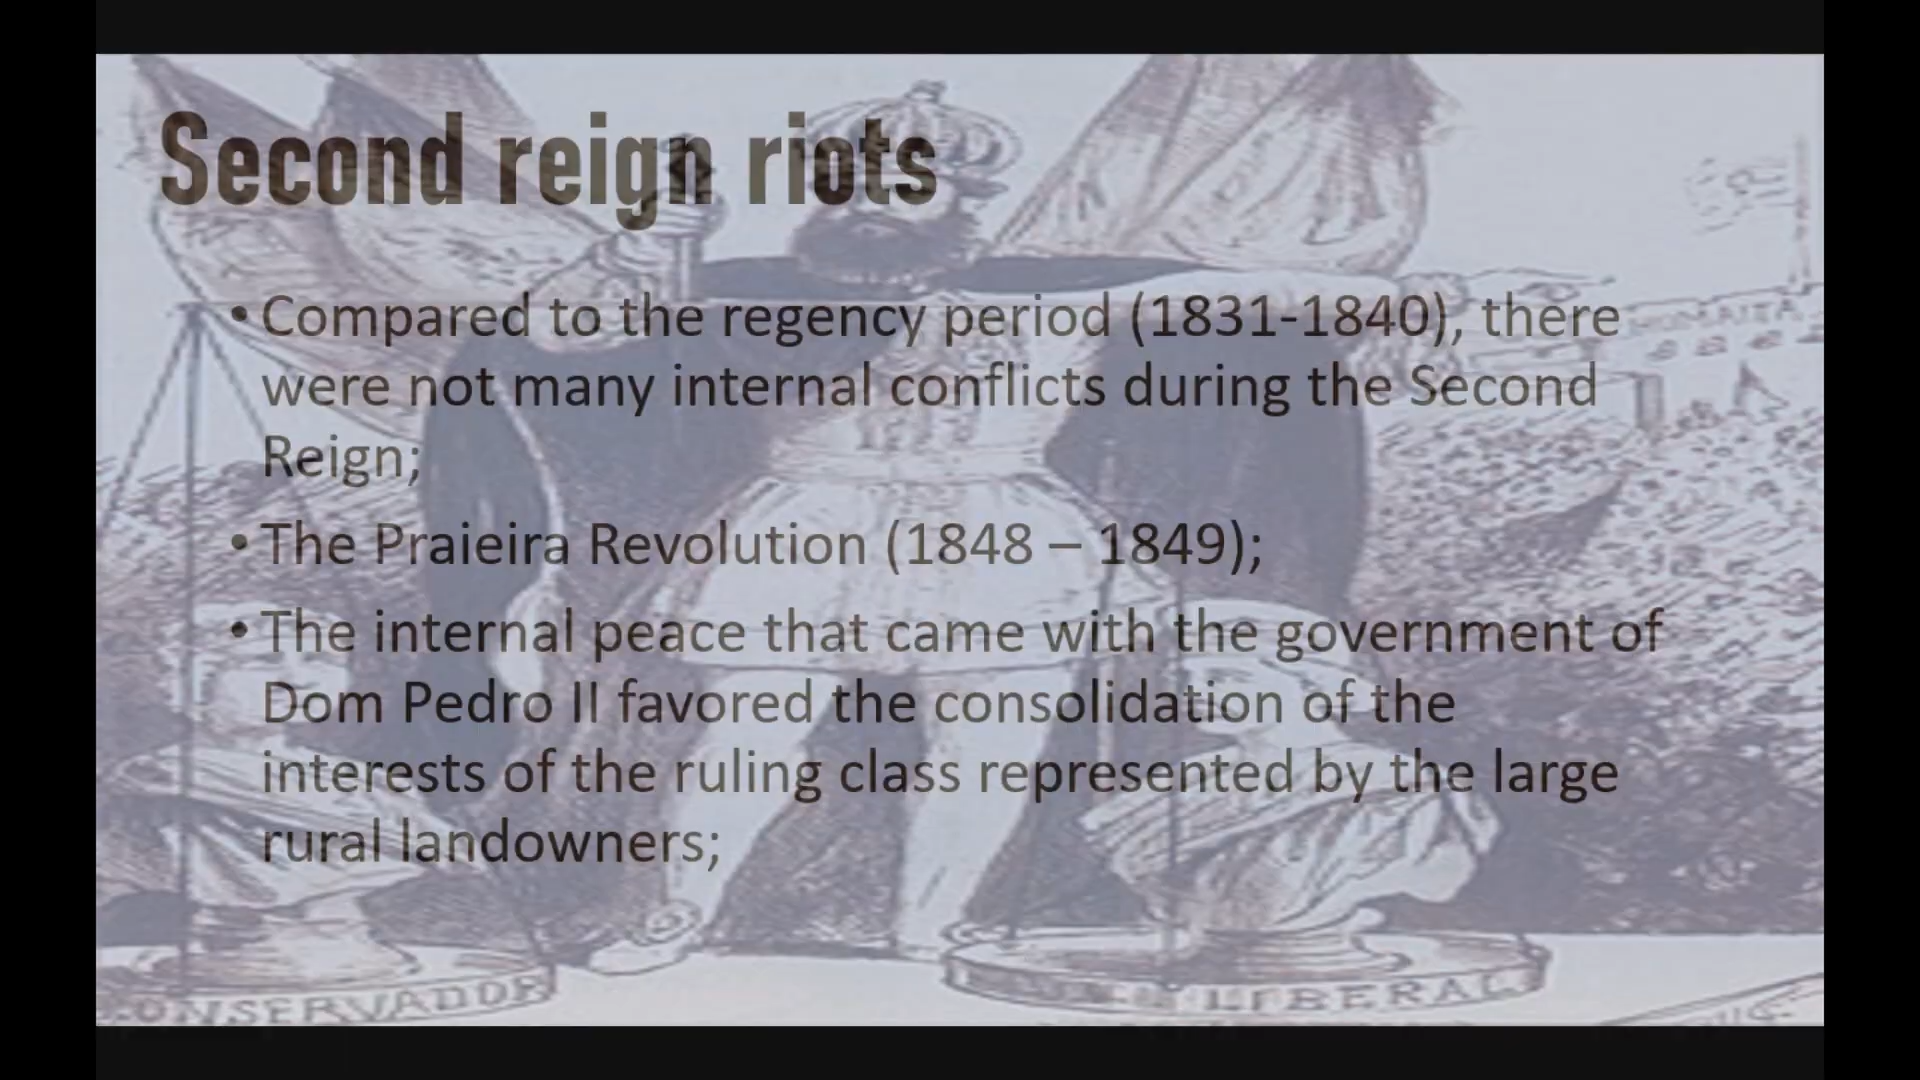 Second reign riots
• Compared to the regency period (1831-1840), there
were not many internal conflicts during the Second
Reign;
• The Praieira Revolution (1848 – 1849);
• The internal peace that came with the government of
Dom Pedro II favored the consolidation of the
interests of the ruling class represented by the large
rural landowners;
CONSERVADOR
LIBERAL